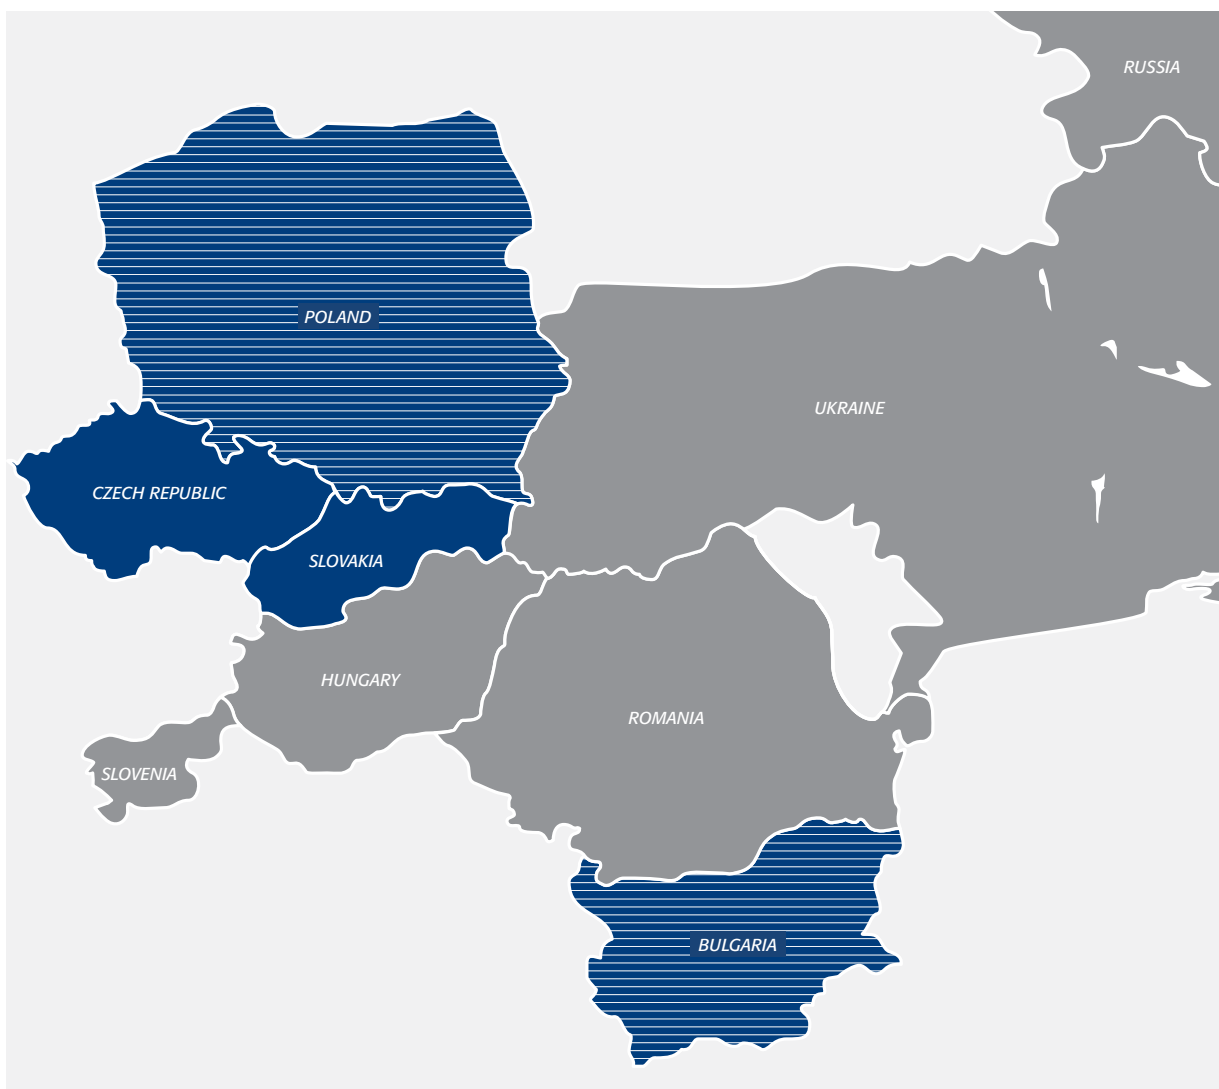 RUSSIA
POLAND
UKRAINE
CZECH REPUBLIC
SLOVAKIA
HUNGARY
ROMANIA
SLOVENIA
BULGARIA